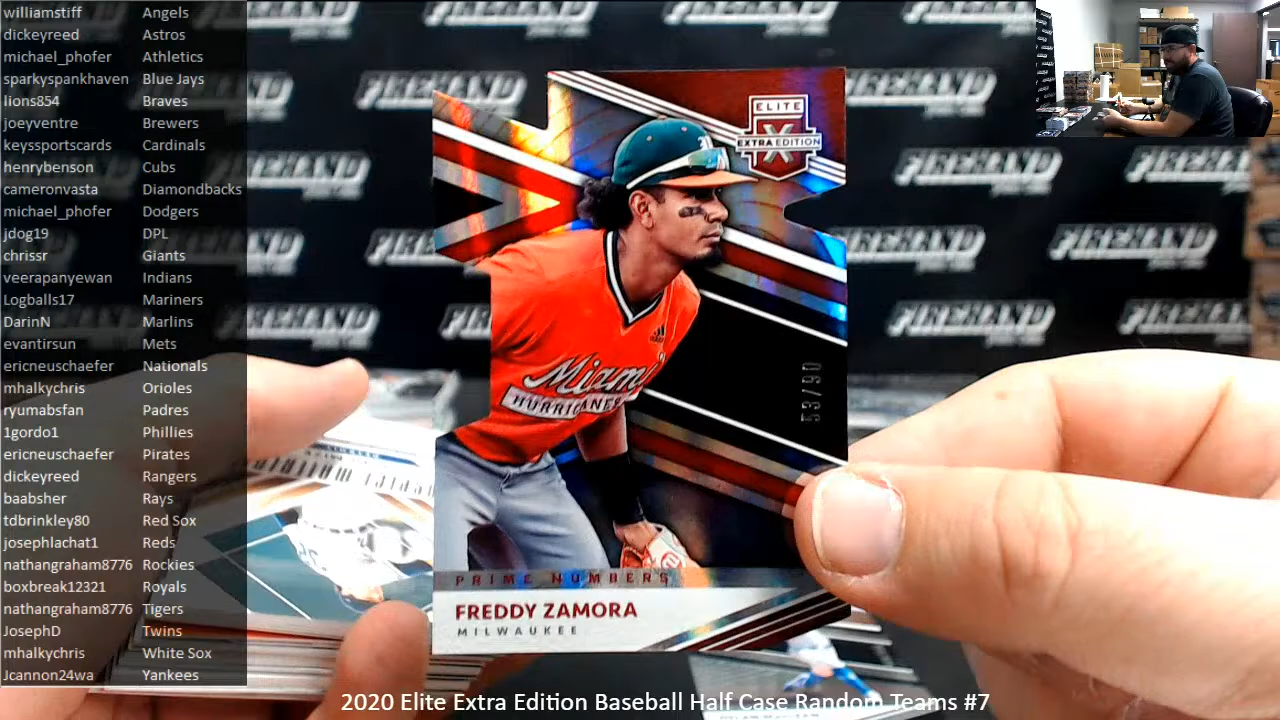 williamstiff Angels
dickeyreed Astros
michael_phofer Athletics
sparkyspankhaven Blue Jays
lions854 Braves
joeyventre Brewers
keyssportscards Cardinals
henrybenson Cubs
cameronvasta Diamondbacks
michael_phofer Dodgers
jdog19 DPL
chrissr Giants
veerapanyewan Indians
Logballs17 Mariners
DarinN Marlins
evantirsun Mets
ericneuschaefer Nationals
mhalkychris Orioles
ryumabsfan Padres
1gordo1 Phillies
ericneuschaefer Pirates
dickeyreed Rangers
baabsher Rays
tdbrinkley80 Red Sox
josephlachat1 Reds
nathangraham8776 Rockies
boxbreak12321 Royals
nathangraham8776 Tigers
JosephD Twins
mhalkychris White Sox
Jcannon24wa Yankees
FIREHAND
ELITE
EXTRA EDITION
X
Miami
HURRICANES
53/90
PRIME NUMBERS
FREDDY ZAMORA
MILWAUKEE
2020 Elite Extra Edition Baseball Half Case Random Teams #7